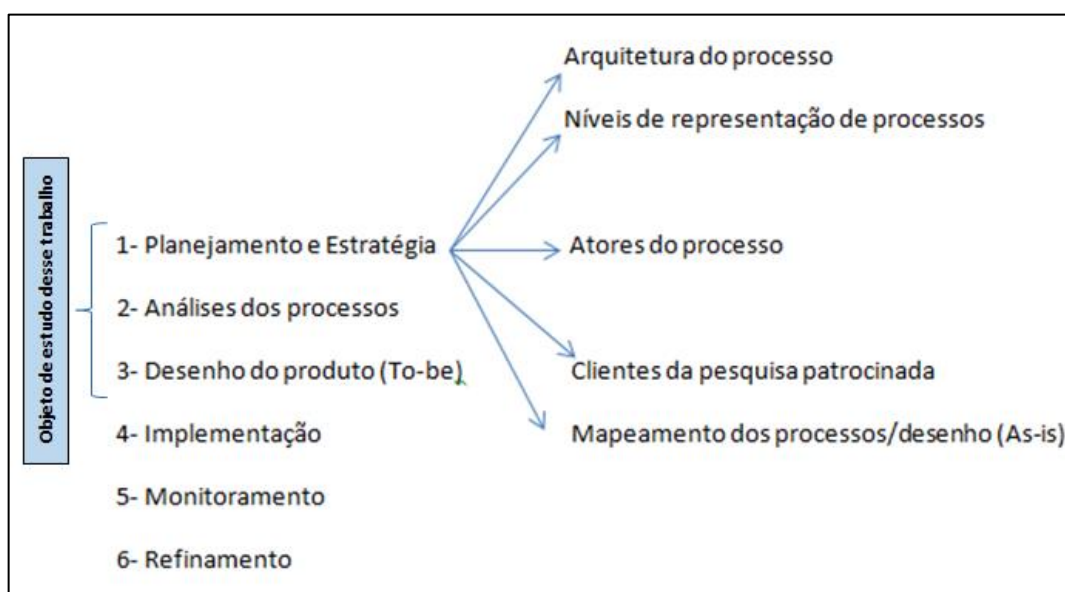 Arquitetura do processo
Níveis de representação de processos
Objeto de estudo desse trabalho
1- Planejamento e Estratégia
Atores do processo
2- Análises dos processos
3- Desenho do produto (To-be)
Clientes da pesquisa patrocinada
4- Implementação
Mapeamento dos processos/desenho (As-is)
5- Monitoramento
6- Refinamento